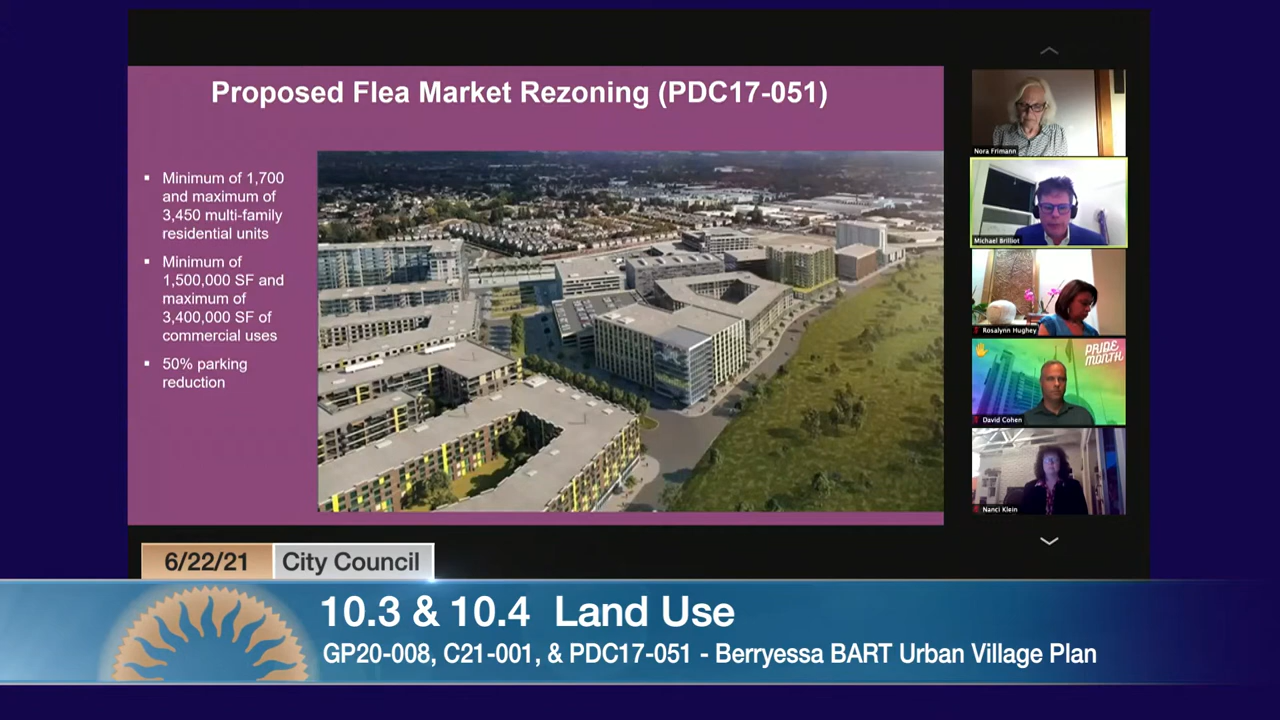 Proposed Flea Market Rezoning (PDC17-051)
▪ Minimum of 1,700
and maximum of
3,450 multi-family
residential units
▪ Minimum of
1,500,000 SF and
maximum of
3,400,000 SF of
commercial uses
▪ 50% parking
reduction
Nora Frimann
Michael Brilliot
Rosalynn Hughey
PRIDE
MONTH
David Cohen
Nanci Klein
6/22/21 City Council
10.3 & 10.4 Land Use
GP20-008, C21-001, & PDC17-051 - Berryessa BART Urban Village Plan